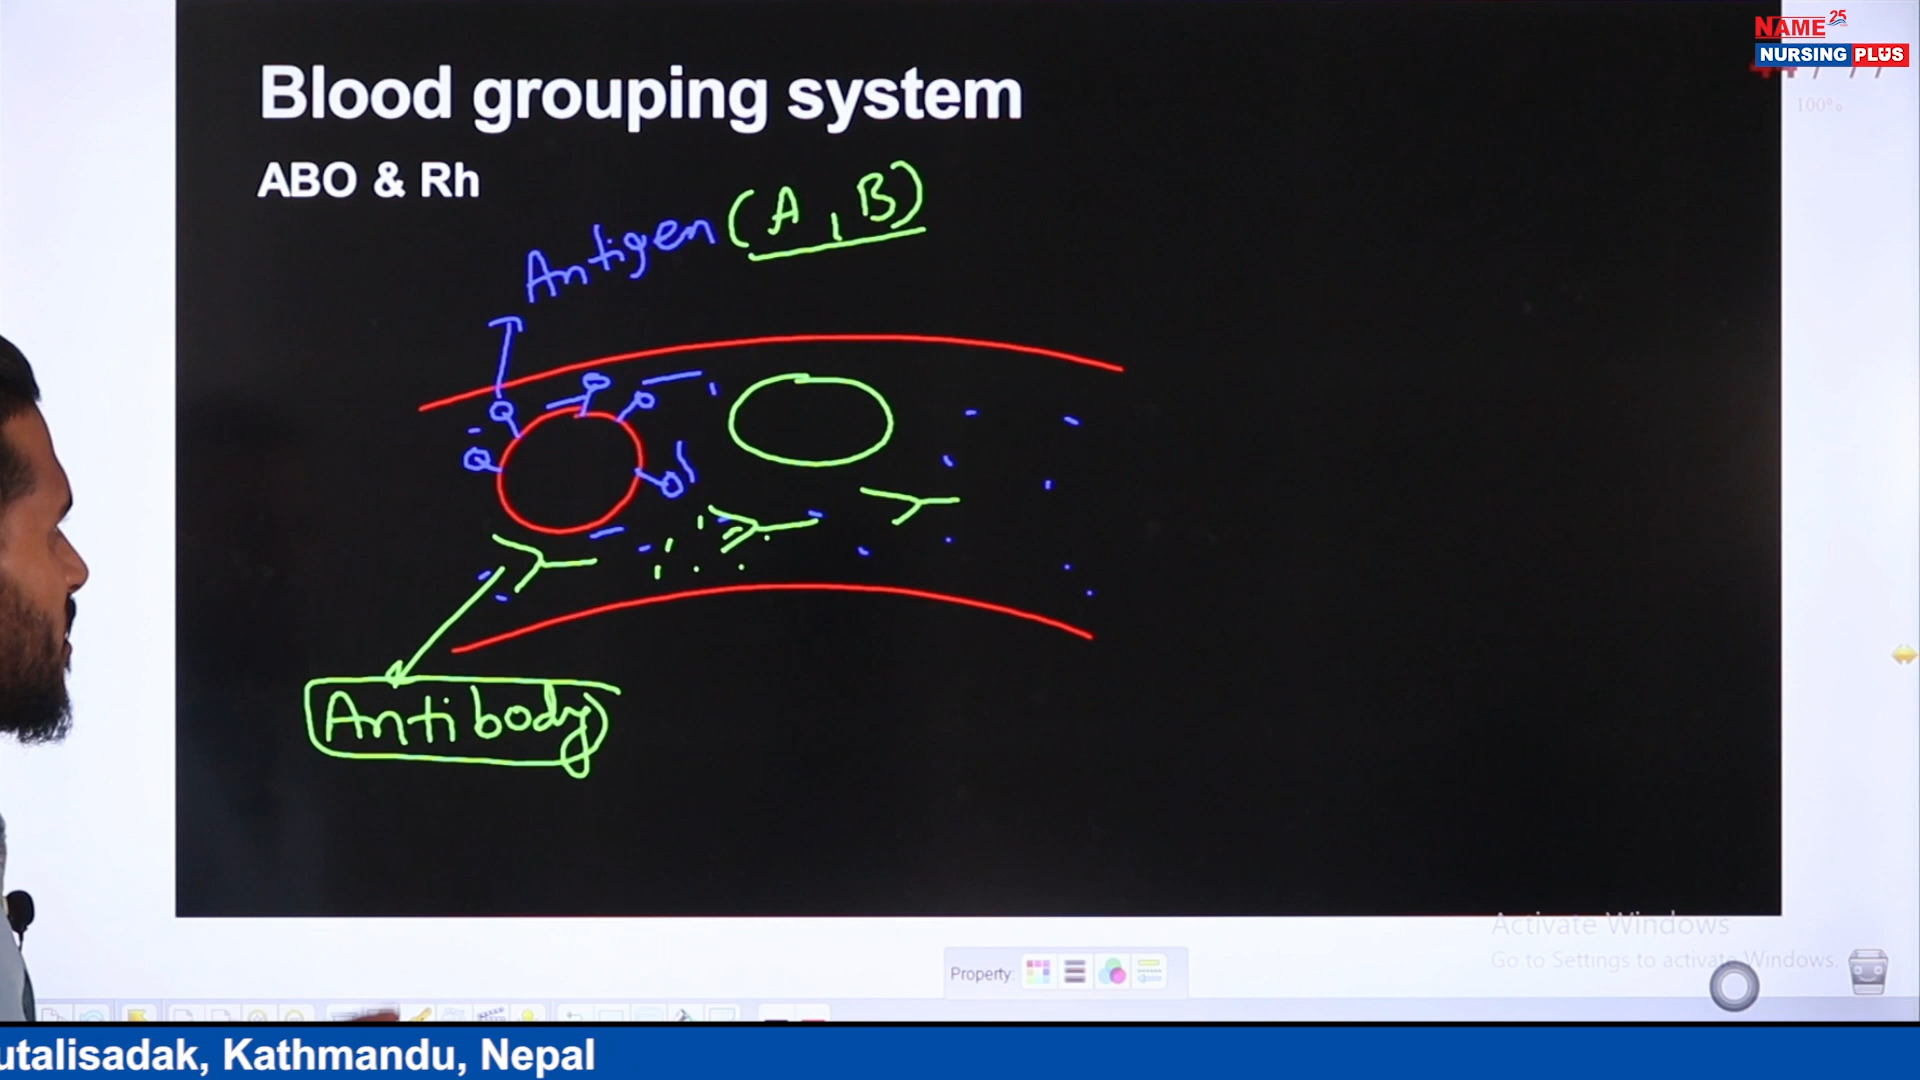 NAME 25
NURSING PLUS
100%
Blood grouping system
ABO & Rh
Antigen (A, B)
Antibody
Activate Windows
Go to Settings to activate Windows.
Property:
utalisadak, Kathmandu, Nepal